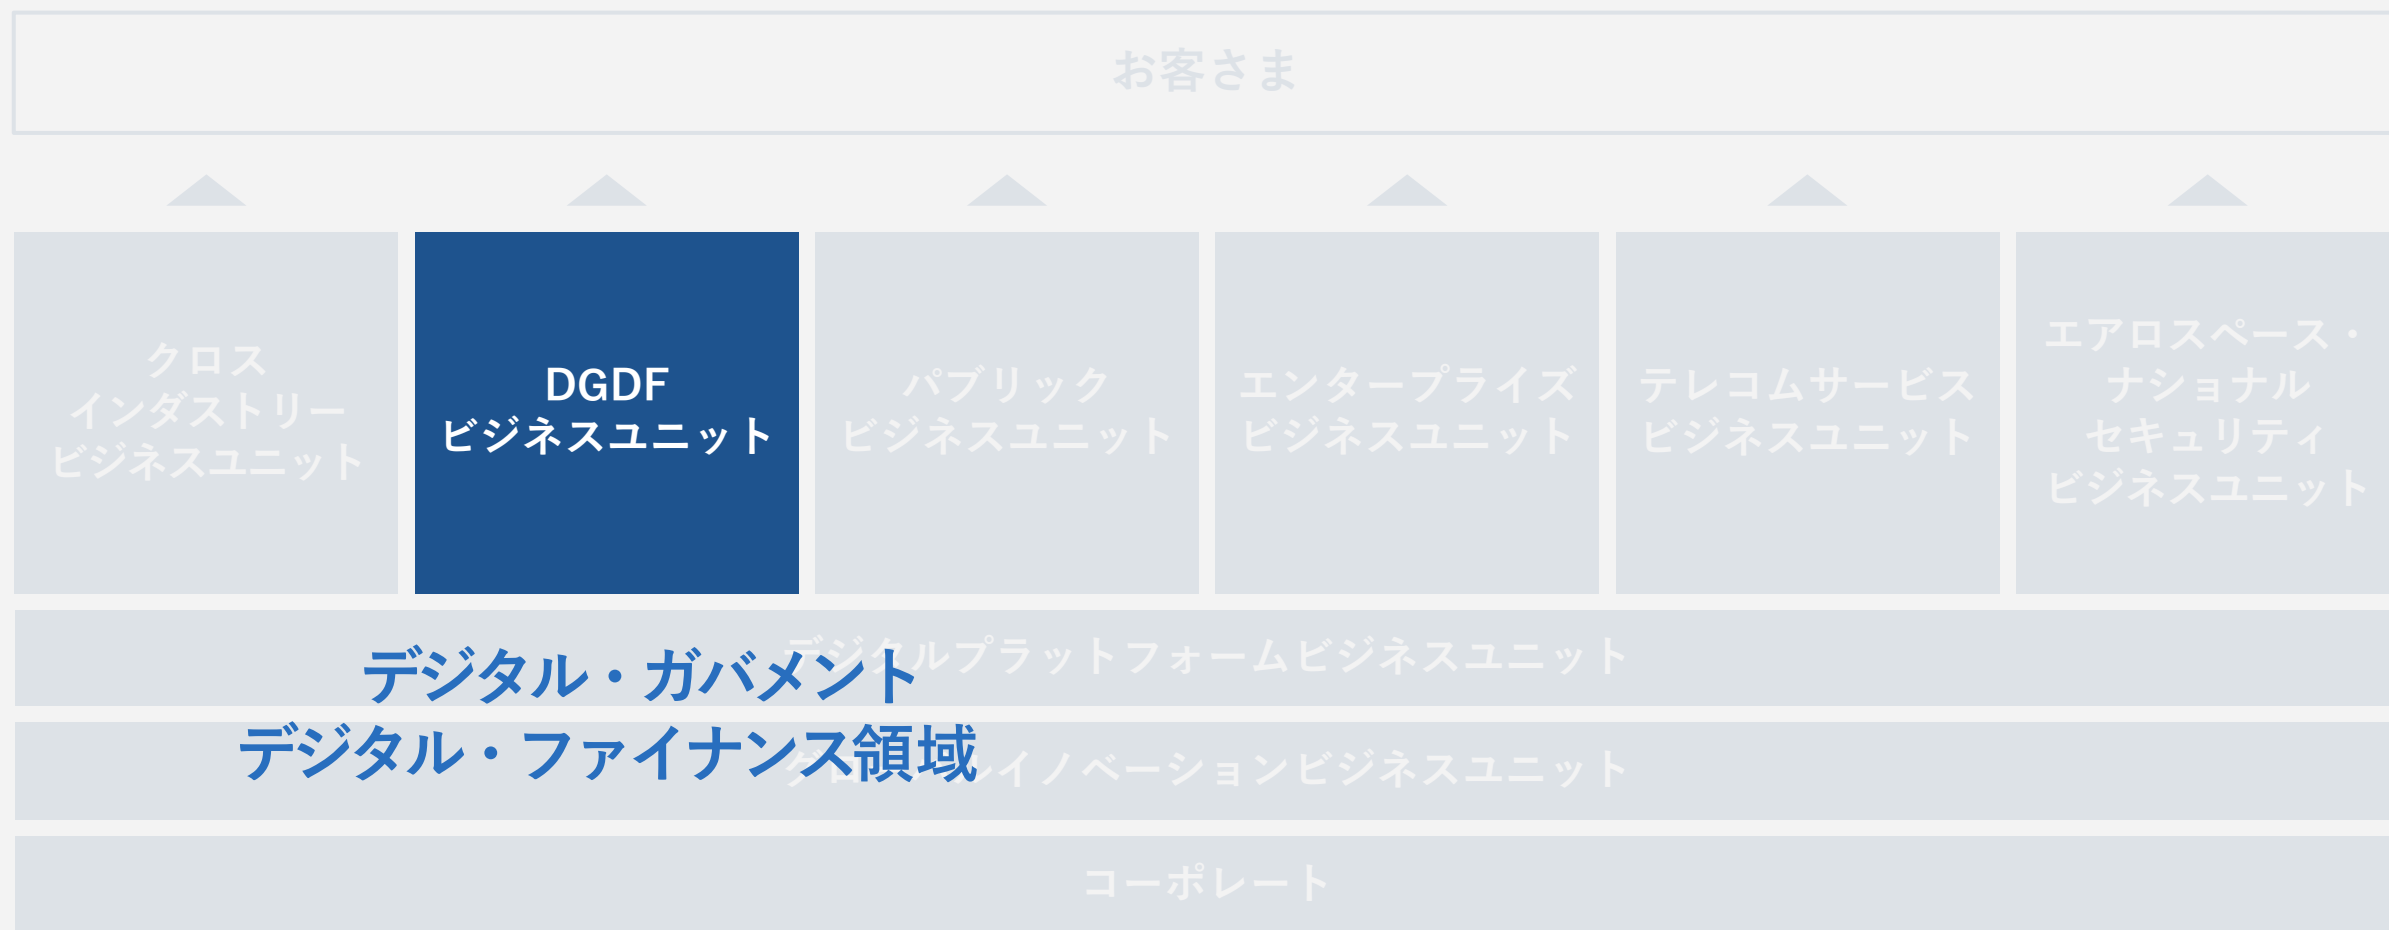 お客さま
クロス
インダストリー
ビジネスユニット
DGDF
ビジネスユニット
パブリック
ビジネスユニット
エンタープライズ
ビジネスユニット
テレコムサービス
ビジネスユニット
エアロスペース・
ナショナル
セキュリティ
ビジネスユニット
デジタルプラットフォームビジネスユニット
デジタル・ガバメント
デジタル・ファイナンス領域
グローバルイノベーションビジネスユニット
コーポレート